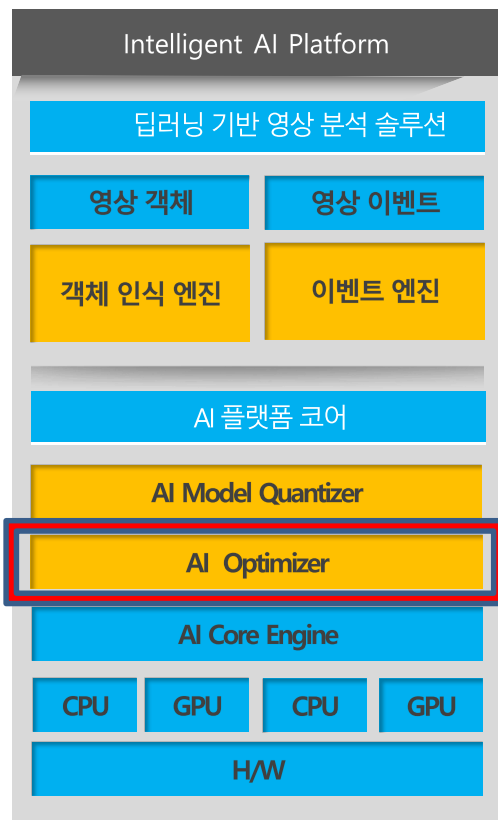 Intelligent AI Platform
딥러닝 기반 영상 분석 솔루션
영상 객체
영상 이벤트
객체 인식 엔진
이벤트 엔진
AI 플랫폼 코어
AI Model Quantizer
AI Optimizer
AI Core Engine
CPU
GPU
CPU
GPU
H/W